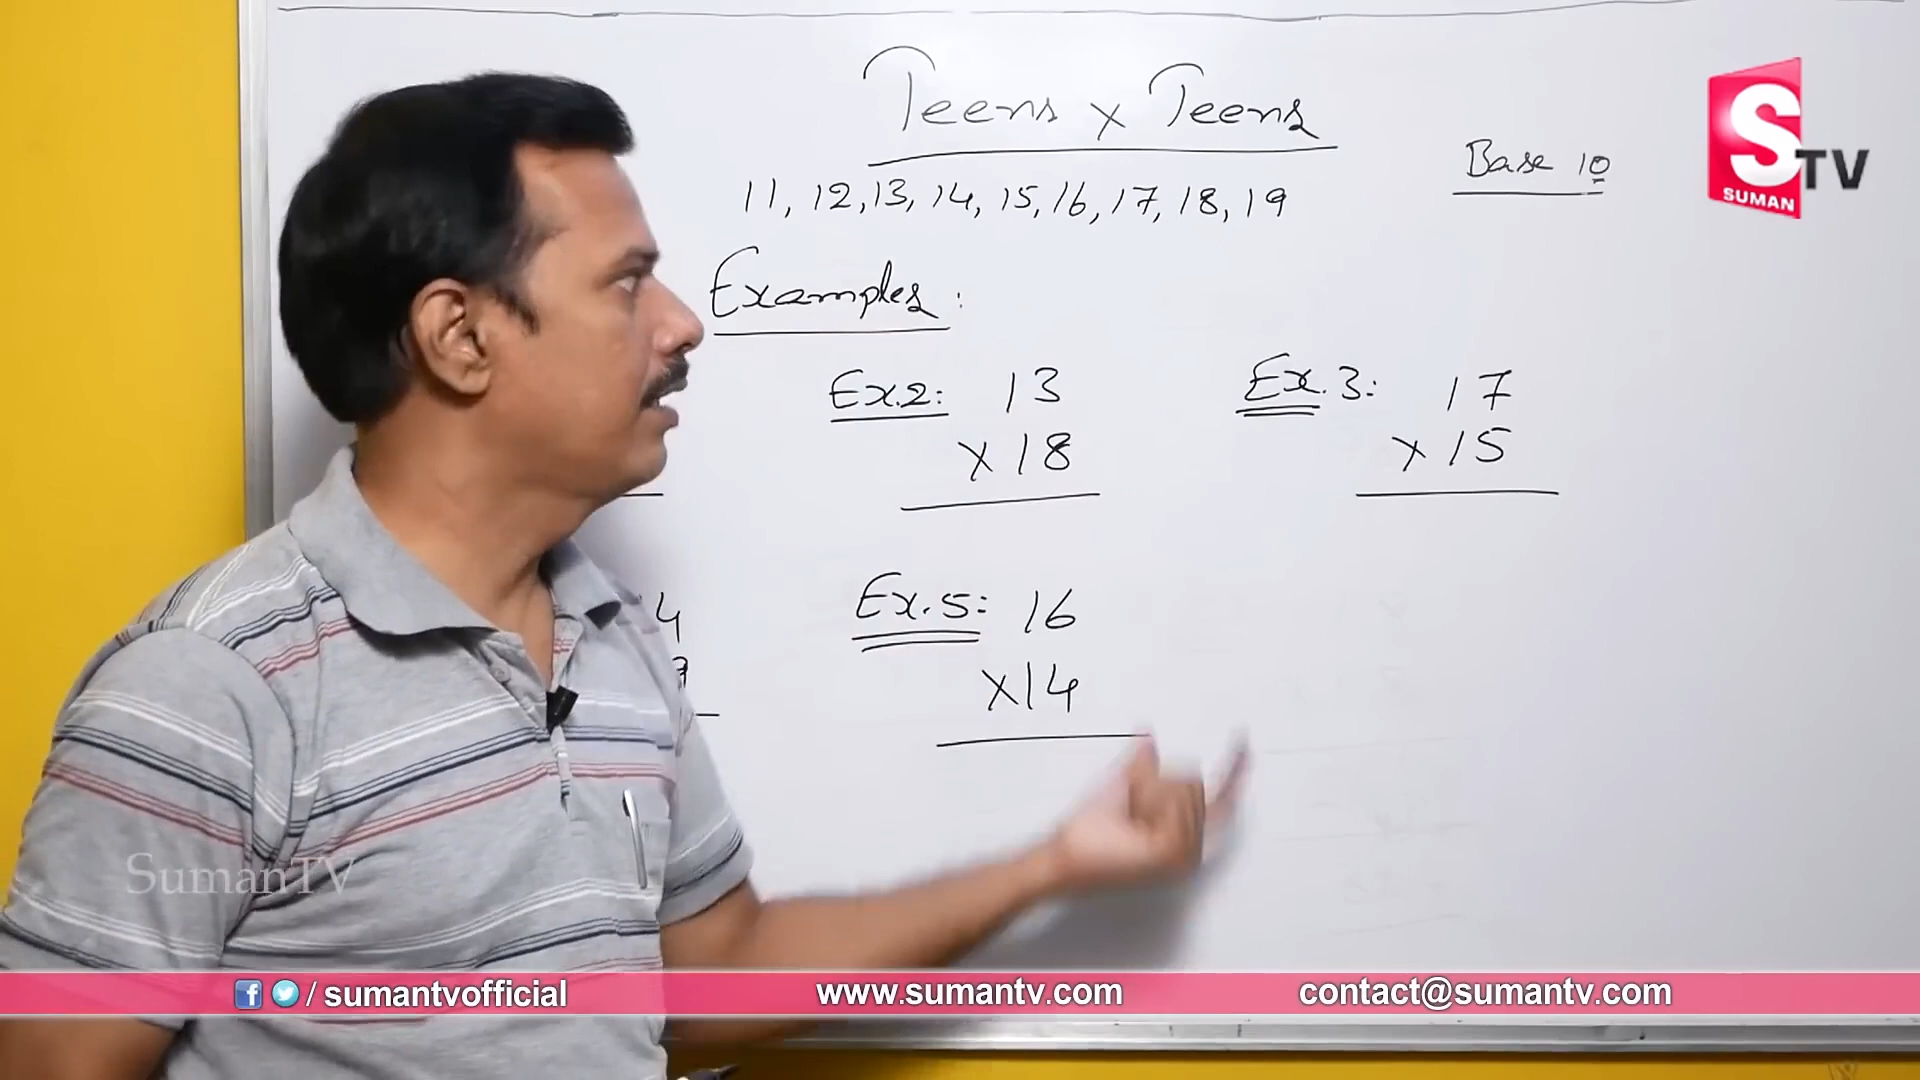 Teens x Teens
Base 10
11, 12, 13, 14, 15, 16, 17, 18, 19
Examples:
Ex.2: 13
x 18
Ex.3: 17
x 15
4
Ex.5: 16
x14
S TV
SUMAN
SumanTV
/ sumantvofficial
www.sumantv.com
contact@sumantv.com